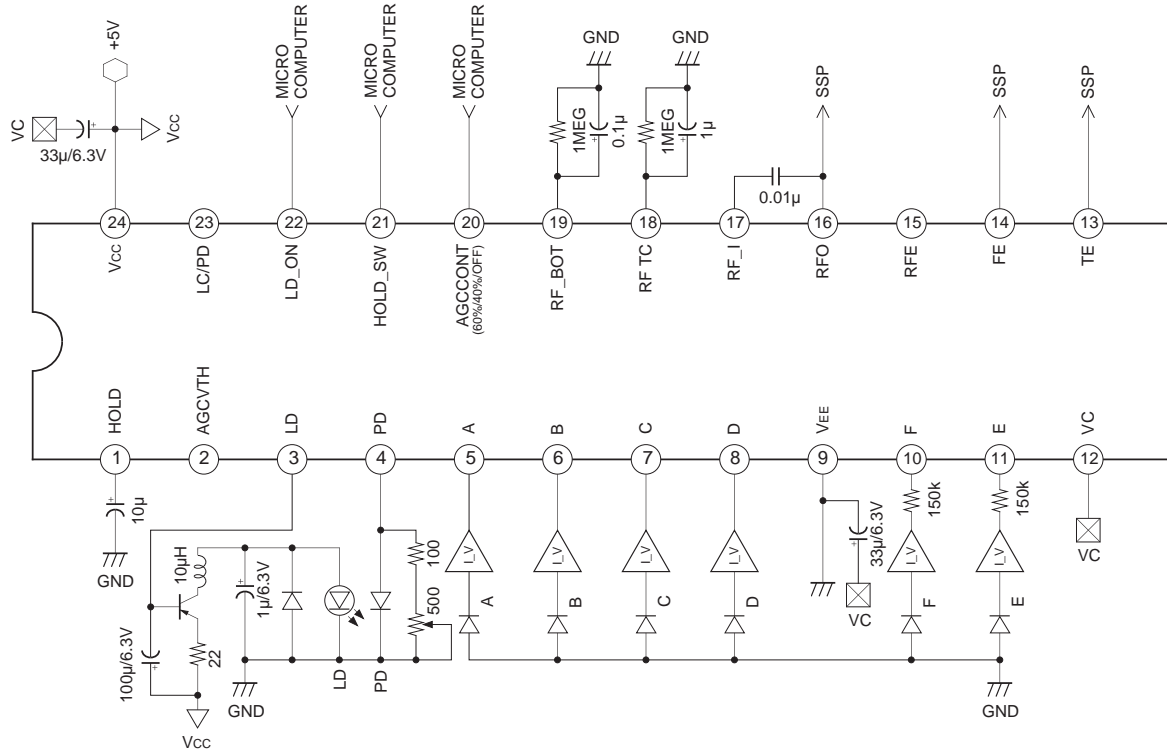 VC
33µ/6.3V
+5V
VCC
MICRO
COMPUTER
MICRO
COMPUTER
MICRO
COMPUTER
GND
1MEG
0.1µ
GND
1MEG
1µ
0.01µ
SSP
SSP
SSP
24
23
22
21
20
19
18
17
16
15
14
13
VCC
LC/PD
LD_ON
HOLD_SW
AGCCONT
(60%/40%/OFF)
RF_BOT
RF TC
RF_I
RFO
RFE
FE
TE
HOLD
AGCVTH
LD
PD
A
B
C
D
VEE
F
E
VC
1
2
3
4
5
6
7
8
9
10
11
12
10µ
GND
10µH
100µ/6.3V
22
VCC
1µ/6.3V
GND
LD
PD
100
500
I_V
I_V
I_V
I_V
A
B
C
D
33µ/6.3V
VC
150k
150k
I_V
I_V
F
E
GND
VC